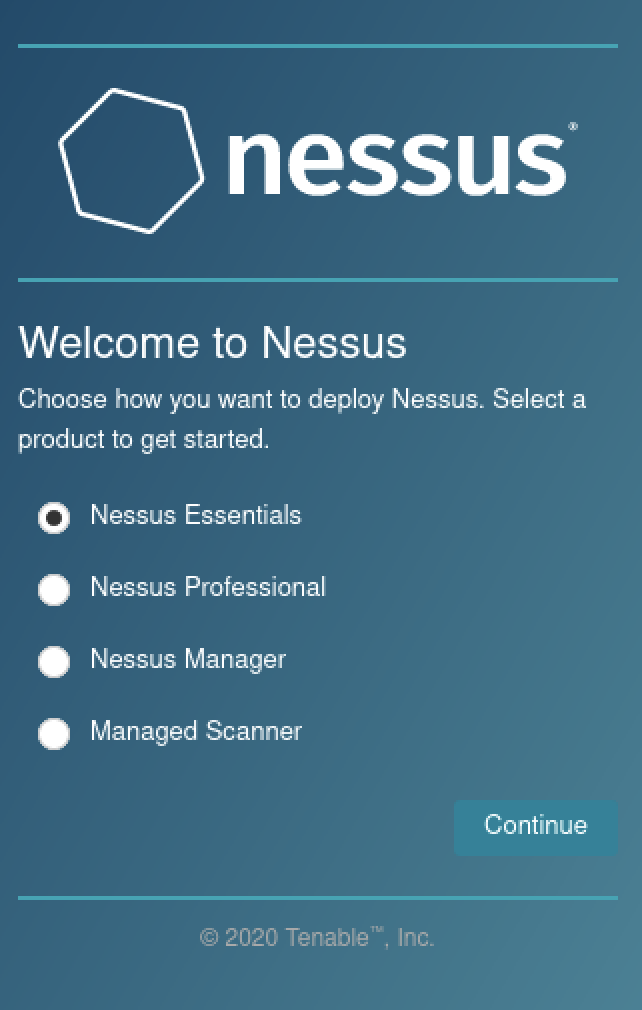 nessus®
Welcome to Nessus
Choose how you want to deploy Nessus. Select a
product to get started.
Nessus Essentials
Nessus Professional
Nessus Manager
Managed Scanner
Continue
© 2020 Tenable™, Inc.